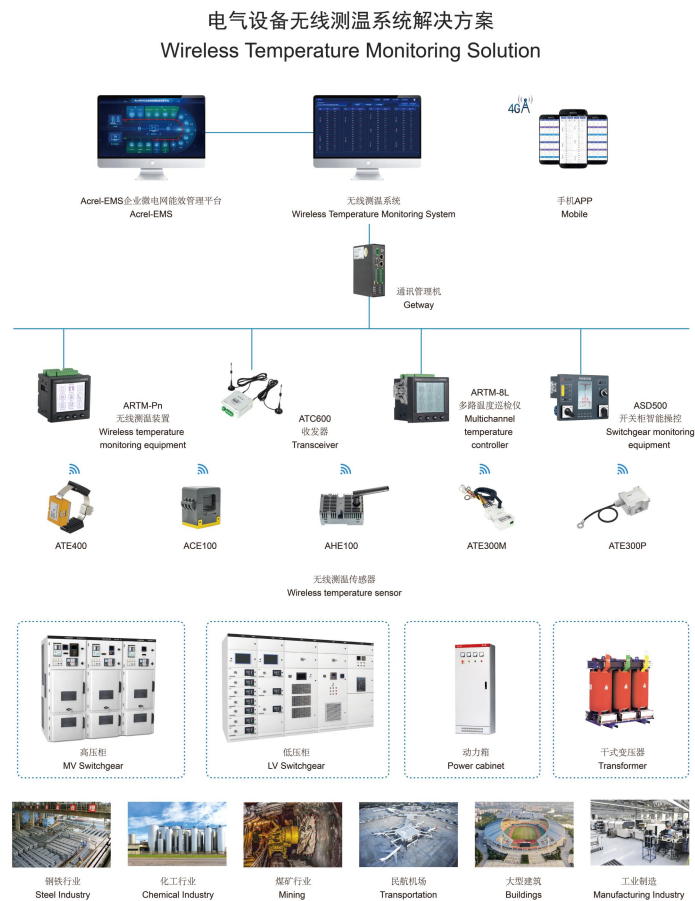 电气设备无线测温系统解决方案
Wireless Temperature Monitoring Solution
4G
Acrel-EMS企业微电网能效管理平台
Acrel-EMS
无线测温系统
Wireless Temperature Monitoring System
手机APP
Mobile
通讯管理机
Getway
ARTM-Pn
无线测温装置
Wireless temperature
monitoring equipment
ATC600
收发器
Transceiver
ARTM-8L
多路温度巡检仪
Multichannel
temperature
controller
ASD500
开关柜智能操控
Switchgear monitoring
equipment
ATE400
ACE100
AHE100
ATE300M
ATE300P
无线测温传感器
Wireless temperature sensor
高压柜
MV Switchgear
低压柜
LV Switchgear
动力箱
Power cabinet
干式变压器
Transformer
钢铁行业
Steel Industry
化工行业
Chemical Industry
煤矿行业
Mining
民航机场
Transportation
大型建筑
Buildings
工业制造
Manufacturing Industry